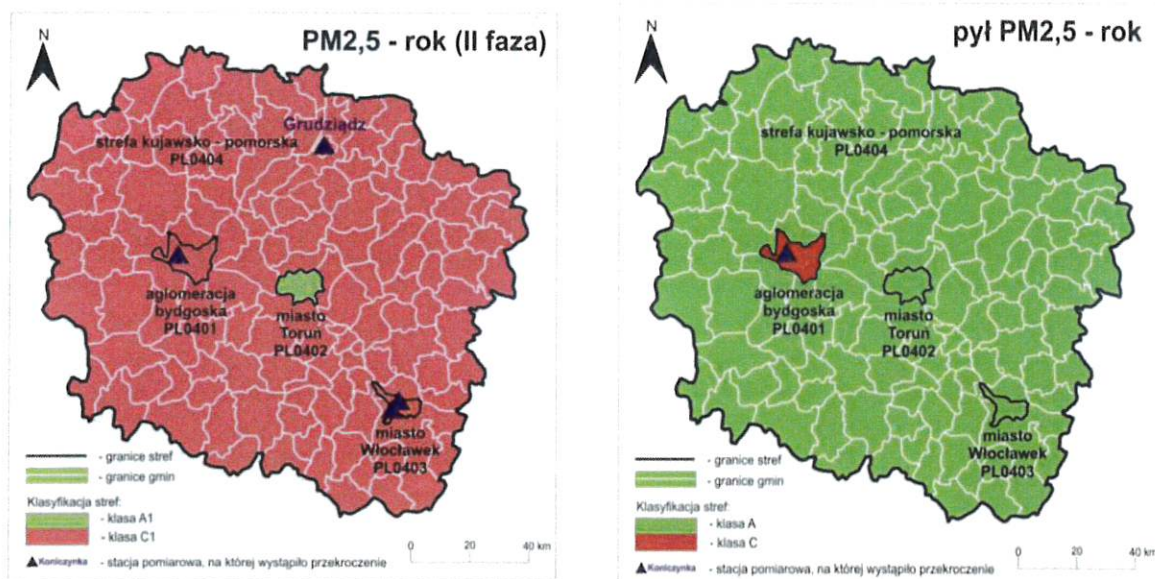 PM2,5 - rok (II faza)
N
Grudziądz
strefa kujawsko - pomorska
PL0404
aglomeracja
bydgoska
PL0401
miasto
Toruń
PL0402
miasto
Włocławek
PL0403
- granice stref
- granice gmin
Klasyfikacja stref:
- klasa A1
- klasa C1
Koniczynka - stacja pomiarowa, na której wystąpiło przekroczenie
0 20 40 km
pył PM2,5 - rok
N
strefa kujawsko - pomorska
PL0404
aglomeracja
bydgoska
PL0401
miasto
Toruń
PL0402
miasto
Włocławek
PL0403
- granice stref
- granice gmin
Klasyfikacja stref:
- klasa A
- klasa C
Koniczynka - stacja pomiarowa, na której wystąpiło przekroczenie
0 20 40 km